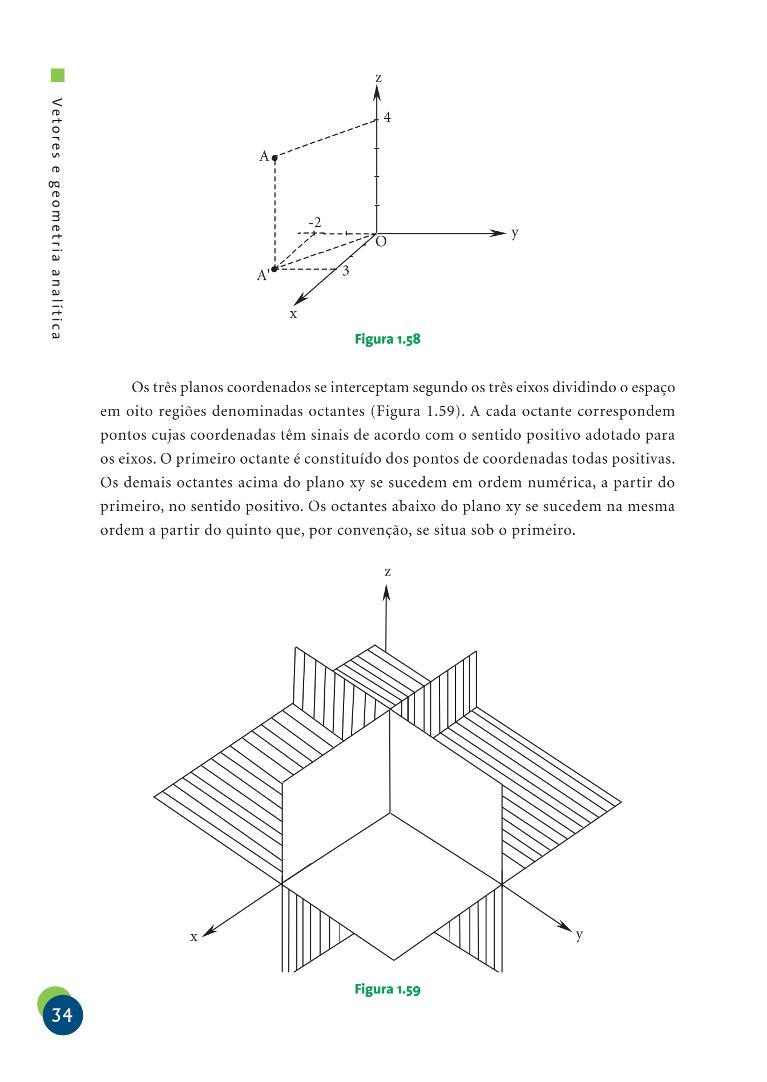 Vetores e geometria analítica
z
4
A
-2
y
O
A'
3
x
Figura 1.58
Os três planos coordenados se interceptam segundo os três eixos dividindo o espaço
em oito regiões denominadas octantes (Figura 1.59). A cada octante correspondem
pontos cujas coordenadas têm sinais de acordo com o sentido positivo adotado para
os eixos. O primeiro octante é constituído dos pontos de coordenadas todas positivas.
Os demais octantes acima do plano xy se sucedem em ordem numérica, a partir do
primeiro, no sentido positivo. Os octantes abaixo do plano xy se sucedem na mesma
ordem a partir do quinto que, por convenção, se situa sob o primeiro.
z
x
y
Figura 1.59
34